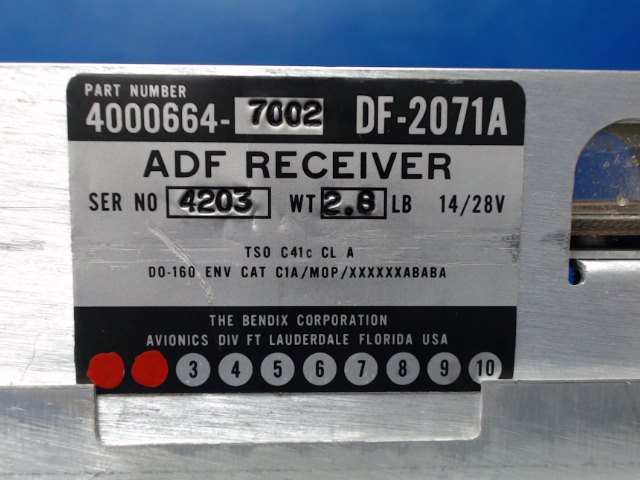 PART NUMBER
4000664-7002 DF-2071A
ADF RECEIVER
SER NO 4203 WT 2.8 LB 14/28V
TSO C41c CL A
DO-160 ENV CAT C1A/MOP/XXXXXXABABA
THE BENDIX CORPORATION
AVIONICS DIV FT LAUDERDALE FLORIDA USA
3 4 5 6 7 8 9 10